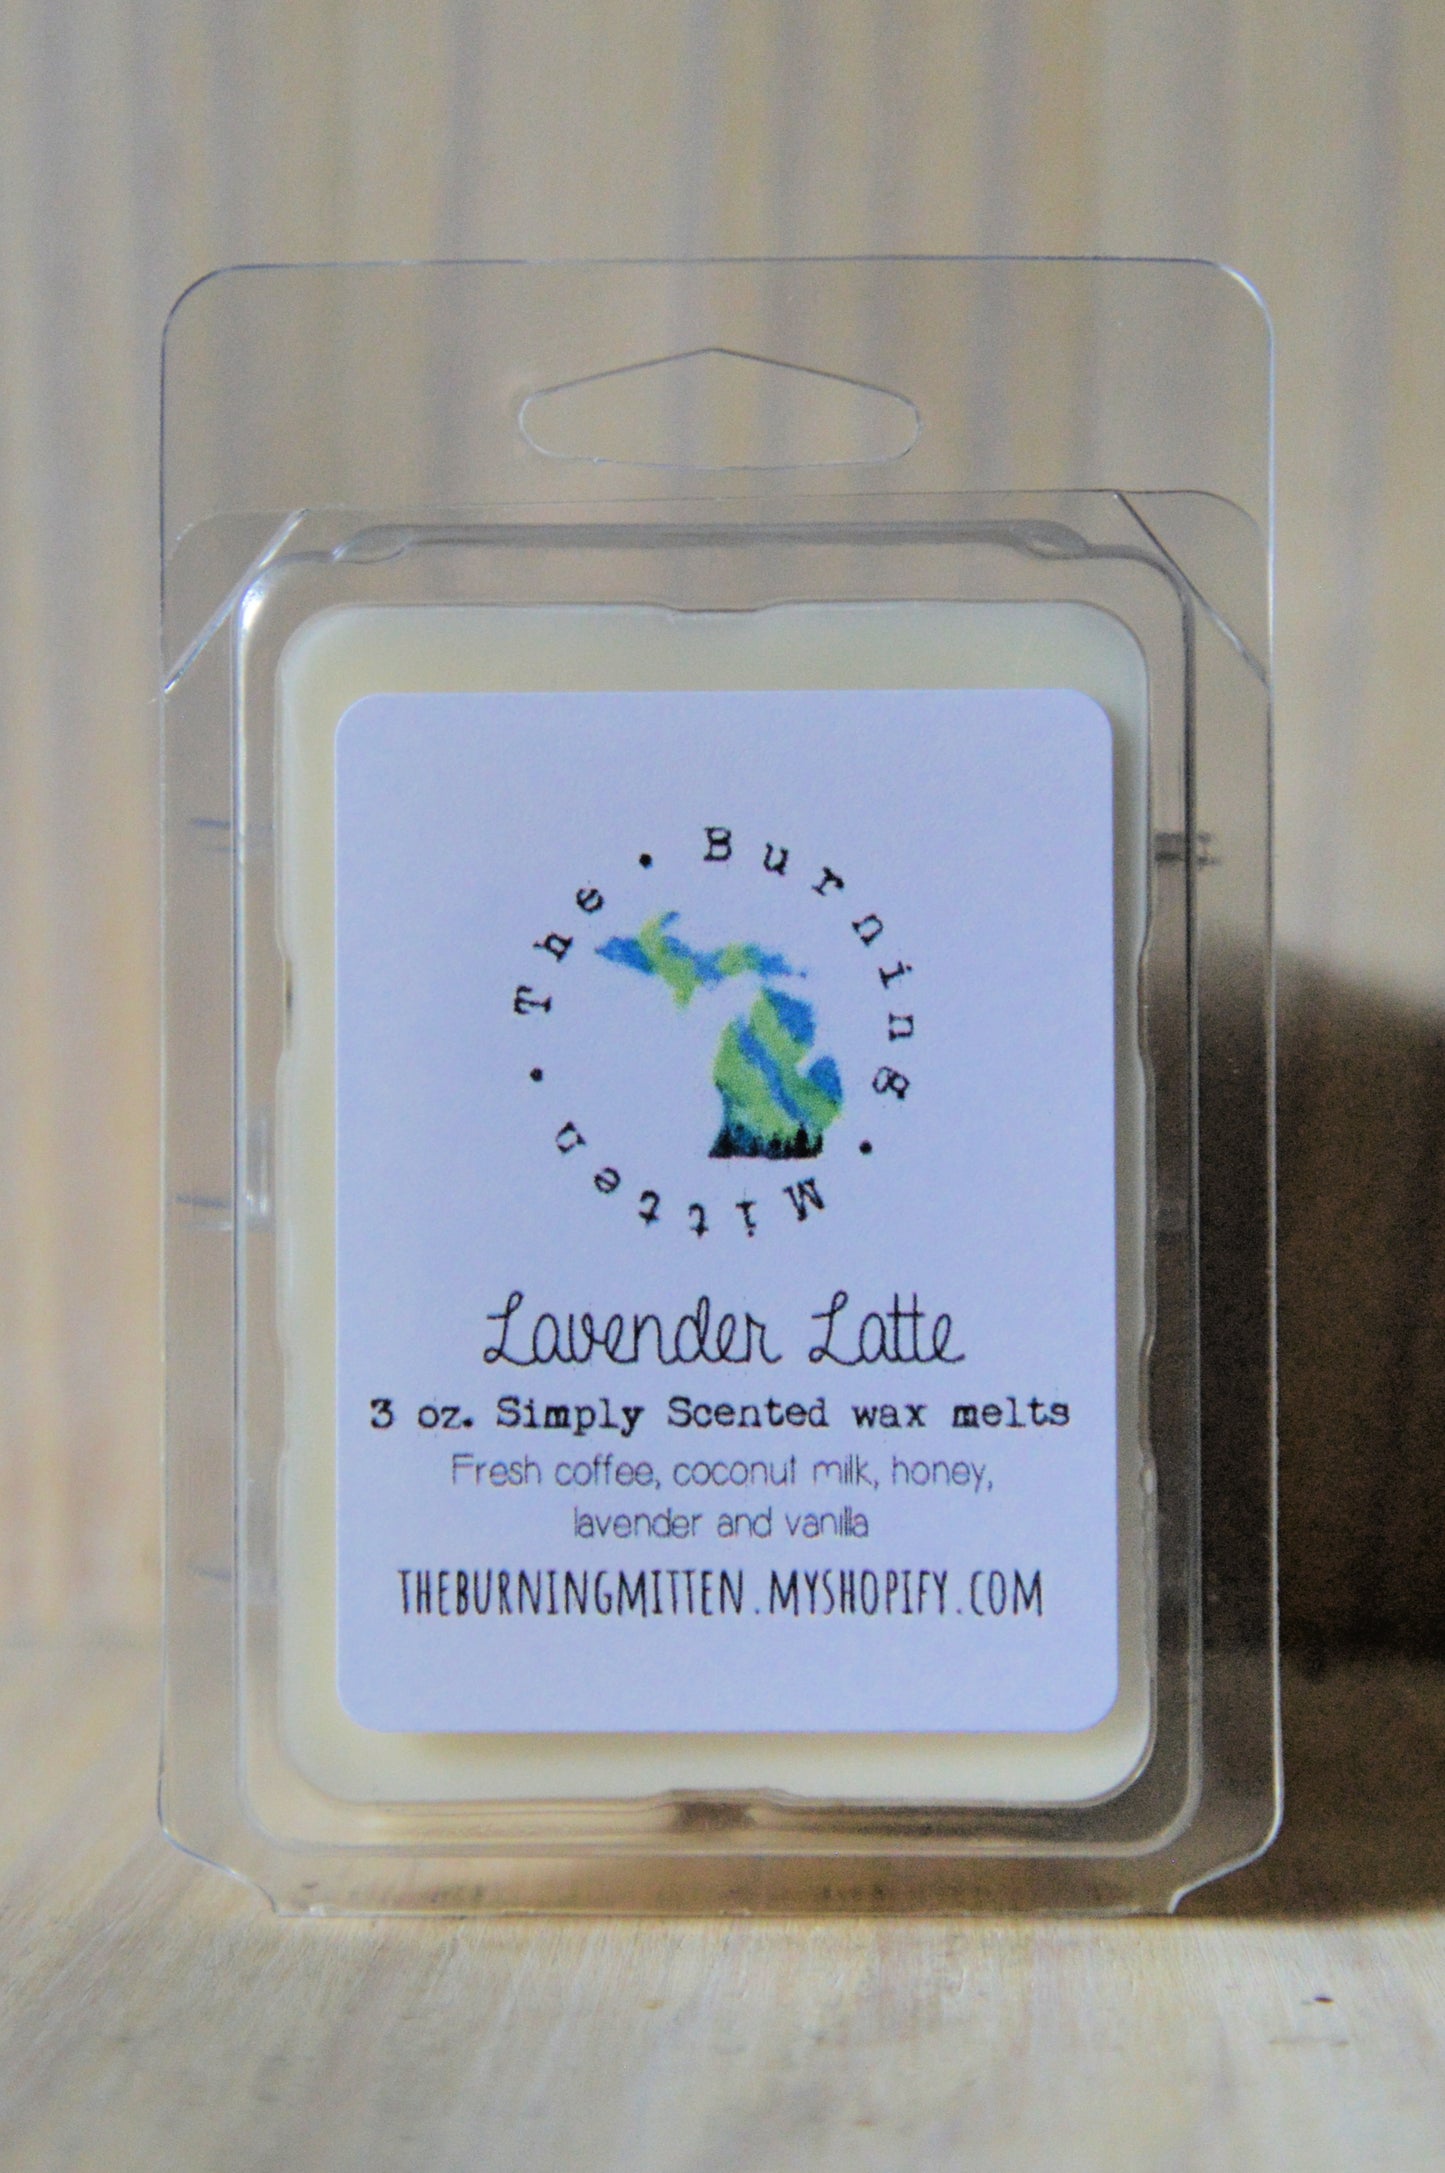 The • Burning • Mitten •
Lavender Latte
3 oz. Simply Scented wax melts
Fresh coffee, coconut milk, honey,
lavender and vanilla
THEBURNINGMITTEN.MYSHOPIFY.COM